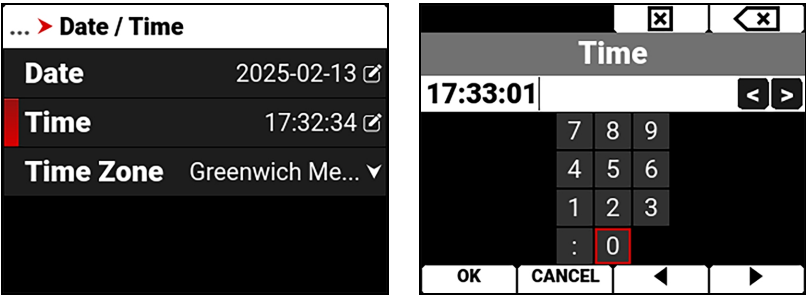 ... > Date / Time
Date 2025-02-13
Time 17:32:34
Time Zone Greenwich Me...
Time
17:33:01 < >
7 8 9
4 5 6
1 2 3
: 0
OK CANCEL